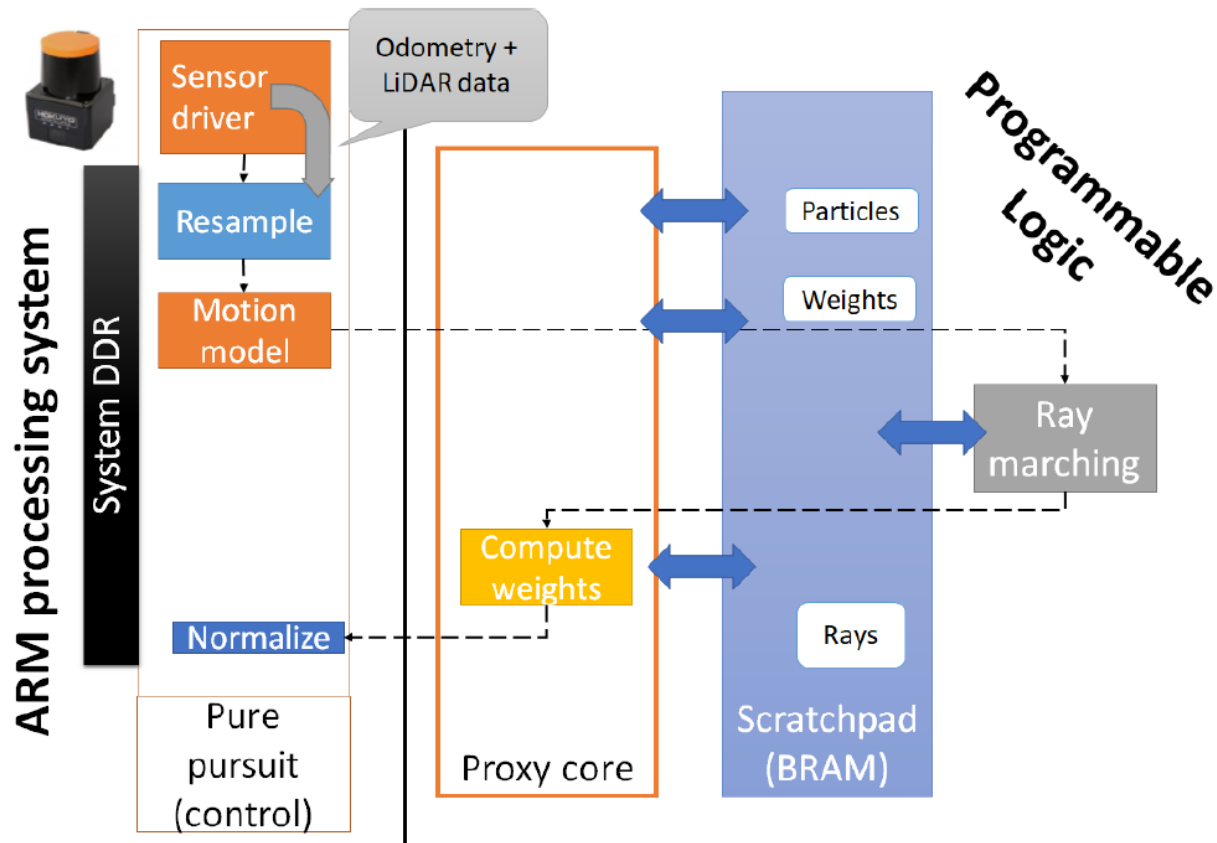 HOKUYO
Sensor
driver
Odometry +
LiDAR data
Resample
Motion
model
Normalize
Pure
pursuit
(control)
ARM processing system
System DDR
Compute
weights
Proxy core
Particles
Weights
Rays
Scratchpad
(BRAM)
Ray
marching
Programmable
Logic